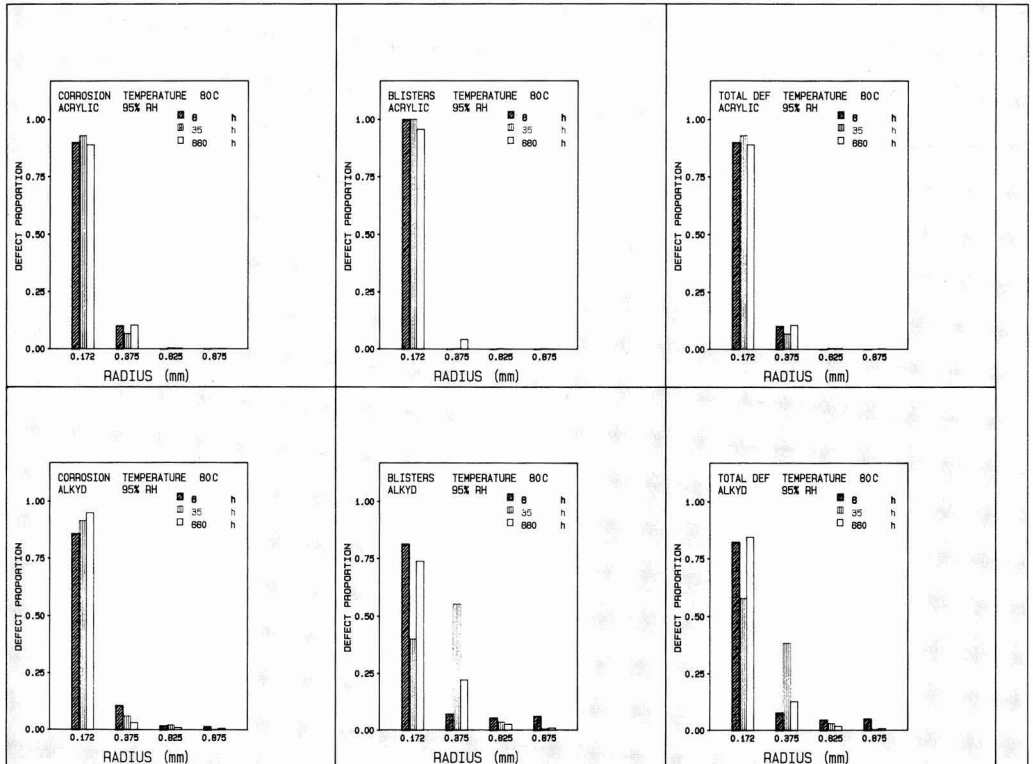 CORROSION TEMPERATURE 80C
ACRYLIC 95% RH
8 h
35 h
680 h
1.00
0.75
0.50
0.25
0.00
DEFECT PROPORTION
0.172 0.375 0.625 0.875
RADIUS (mm)
BLISTERS TEMPERATURE 80C
ACRYLIC 95% RH
8 h
35 h
680 h
1.00
0.75
0.50
0.25
0.00
DEFECT PROPORTION
0.172 0.375 0.625 0.875
RADIUS (mm)
TOTAL DEF TEMPERATURE 80C
ACRYLIC 95% RH
8 h
35 h
680 h
1.00
0.75
0.50
0.25
0.00
DEFECT PROPORTION
0.172 0.375 0.625 0.875
RADIUS (mm)
CORROSION TEMPERATURE 80C
ALKYD 95% RH
8 h
35 h
680 h
1.00
0.75
0.50
0.25
0.00
DEFECT PROPORTION
0.172 0.375 0.625 0.875
RADIUS (mm)
BLISTERS TEMPERATURE 80C
ALKYD 95% RH
8 h
35 h
680 h
1.00
0.75
0.50
0.25
0.00
DEFECT PROPORTION
0.172 0.375 0.625 0.875
RADIUS (mm)
TOTAL DEF TEMPERATURE 80C
ALKYD 95% RH
8 h
35 h
680 h
1.00
0.75
0.50
0.25
0.00
DEFECT PROPORTION
0.172 0.375 0.625 0.875
RADIUS (mm)